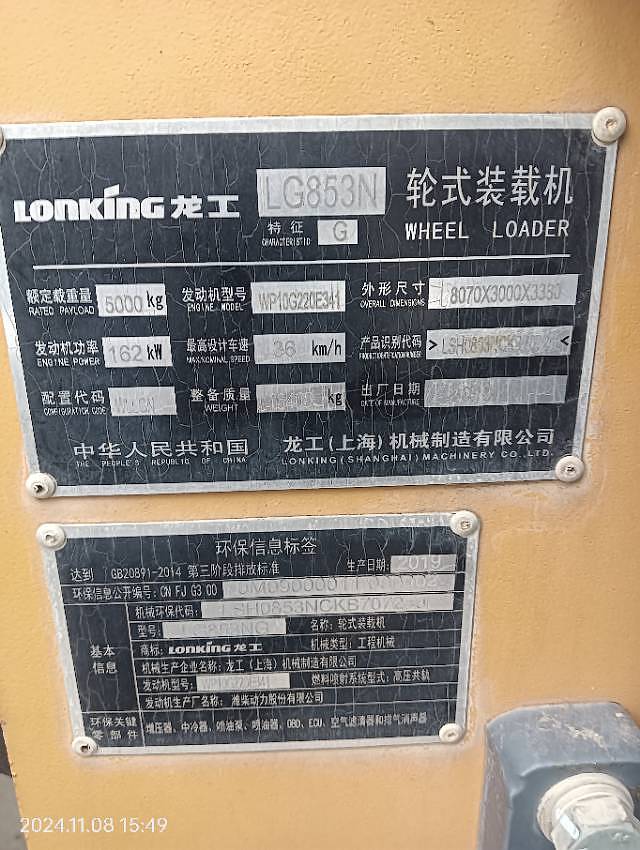 LONKING 龙工 LG853N 轮式装载机
特征 G WHEEL LOADER
CHARACTERISTIC
额定载重量 5000 kg 发动机型号 WP10G220E341 外形尺寸 8070X3000X3380
RATED PAYLOAD ENGINE MODEL OVERALL DIMENSIONS
发动机功率 162 kW 最高设计车速 36 km/h 产品识别代码
ENGINE POWER MAX.NOMINAL SPEED
配置代码 整备质量 kg 出厂日期
CONFIGURATION CODE WEIGHT DATE OF MANUFACTURE
中华人民共和国 龙工(上海)机械制造有限公司
THE PEOPLE'S REPUBLIC OF CHINA LONKING(SHANGHAI)MACHINERY CO.,LTD.
环保信息标签
达到 GB20891-2014 第三阶段排放标准 生产日期: 2019
环保信息公开编号: CN FJ G3 00
机械环保代码:
型号: 名称: 轮式装载机
基本信息 商标: LONKING 龙工 机械类型: 工程机械
机械生产企业名称: 龙工(上海)机械制造有限公司
发动机型号: 燃料喷射系统型式: 高压共轨
发动机生产厂名称: 潍柴动力股份有限公司
环保关键零部件 增压器、中冷器、喷油泵、喷油器、OBD、ECU、空气滤清器和排气消声器
2024.11.08 15:49